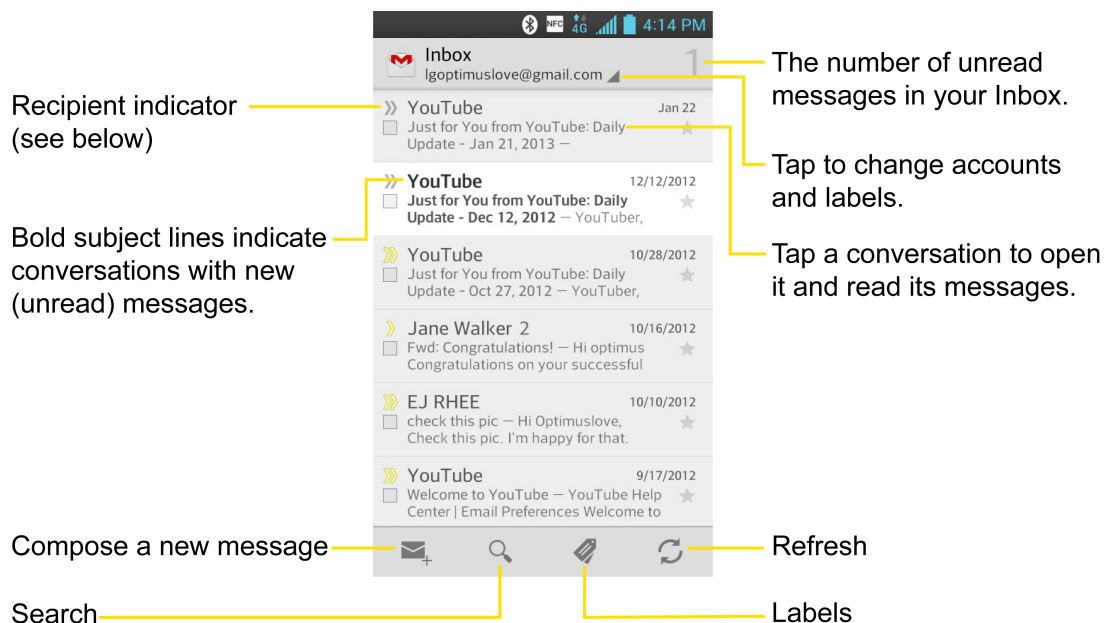 NFC 4G 4:14 PM
Inbox
lgoptimuslove@gmail.com
1
The number of unread
messages in your Inbox.
Recipient indicator
(see below)
YouTube Jan 22
Just for You from YouTube: Daily
Update - Jan 21, 2013 —
Tap to change accounts
and labels.
YouTube 12/12/2012
Just for You from YouTube: Daily
Update - Dec 12, 2012 — YouTuber,
Bold subject lines indicate
conversations with new
(unread) messages.
Tap a conversation to open
it and read its messages.
YouTube 10/28/2012
Just for You from YouTube: Daily
Update - Oct 27, 2012 — YouTuber,
Jane Walker 2 10/16/2012
Fwd: Congratulations! — Hi optimus
Congratulations on your successful
EJ RHEE 10/10/2012
check this pic — Hi Optimuslove,
Check this pic. I'm happy for that.
YouTube 9/17/2012
Welcome to YouTube — YouTube Help
Center | Email Preferences Welcome to
Compose a new message
Refresh
Search
Labels